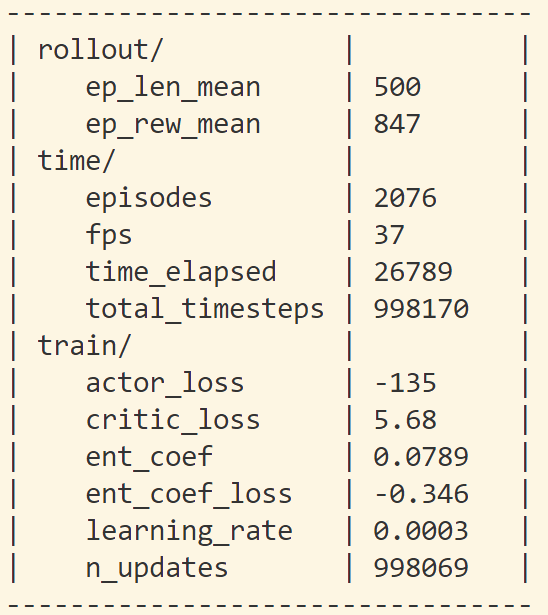 ---------------------------------
| rollout/           |          |
|    ep_len_mean     | 500      |
|    ep_rew_mean     | 847      |
| time/              |          |
|    episodes        | 2076     |
|    fps             | 37       |
|    time_elapsed    | 26789    |
|    total_timesteps | 998170   |
| train/             |          |
|    actor_loss      | -135     |
|    critic_loss     | 5.68     |
|    ent_coef        | 0.0789   |
|    ent_coef_loss   | -0.346   |
|    learning_rate   | 0.0003   |
|    n_updates       | 998069   |
---------------------------------